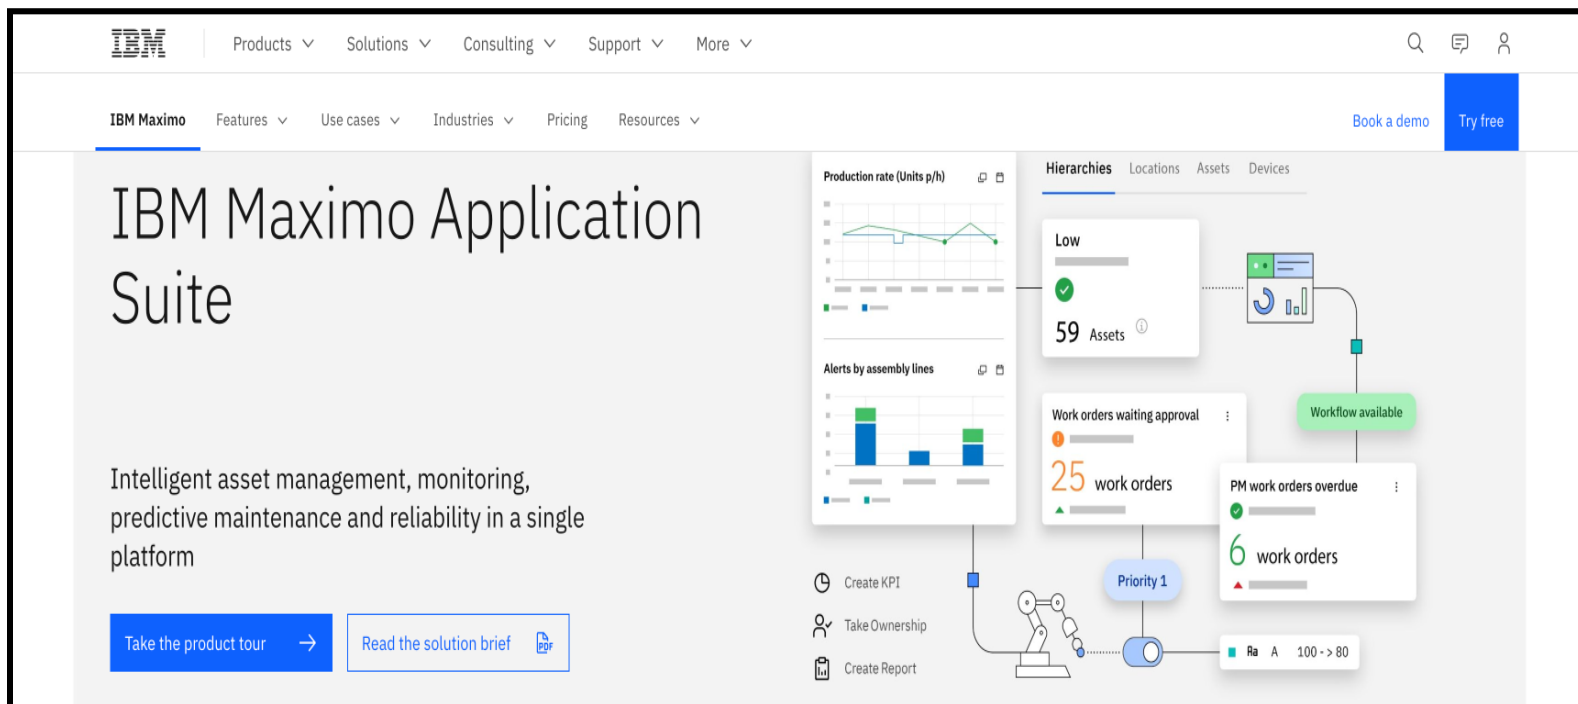 IBM
Products Solutions Consulting Support More
IBM Maximo Features Use cases Industries Pricing Resources Book a demo Try free
IBM Maximo Application
Suite
Intelligent asset management, monitoring,
predictive maintenance and reliability in a single
platform
Take the product tour
Read the solution brief PDF
Production rate (Units p/h)
Alerts by assembly lines
Create KPI
Take Ownership
Create Report
Hierarchies Locations Assets Devices
Low
59 Assets
Work orders waiting approval
25 work orders
Workflow available
PM work orders overdue
6 work orders
Priority 1
Ra A 100 - > 80